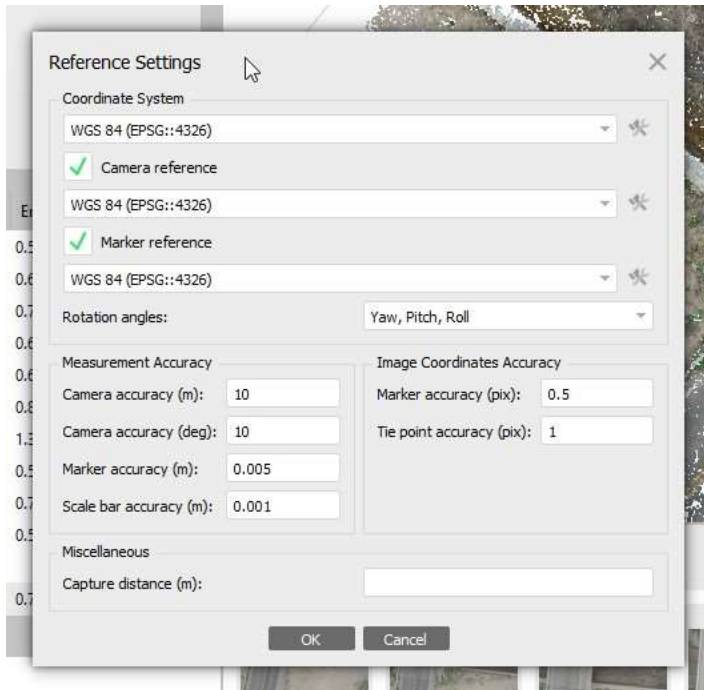 Reference Settings
Coordinate System
WGS 84 (EPSG::4326)
Camera reference
WGS 84 (EPSG::4326)
Marker reference
WGS 84 (EPSG::4326)
Rotation angles: Yaw, Pitch, Roll
Measurement Accuracy Image Coordinates Accuracy
Camera accuracy (m): 10 Marker accuracy (pix): 0.5
Camera accuracy (deg): 10 Tie point accuracy (pix): 1
Marker accuracy (m): 0.005
Scale bar accuracy (m): 0.001
Miscellaneous
Capture distance (m):
OK Cancel